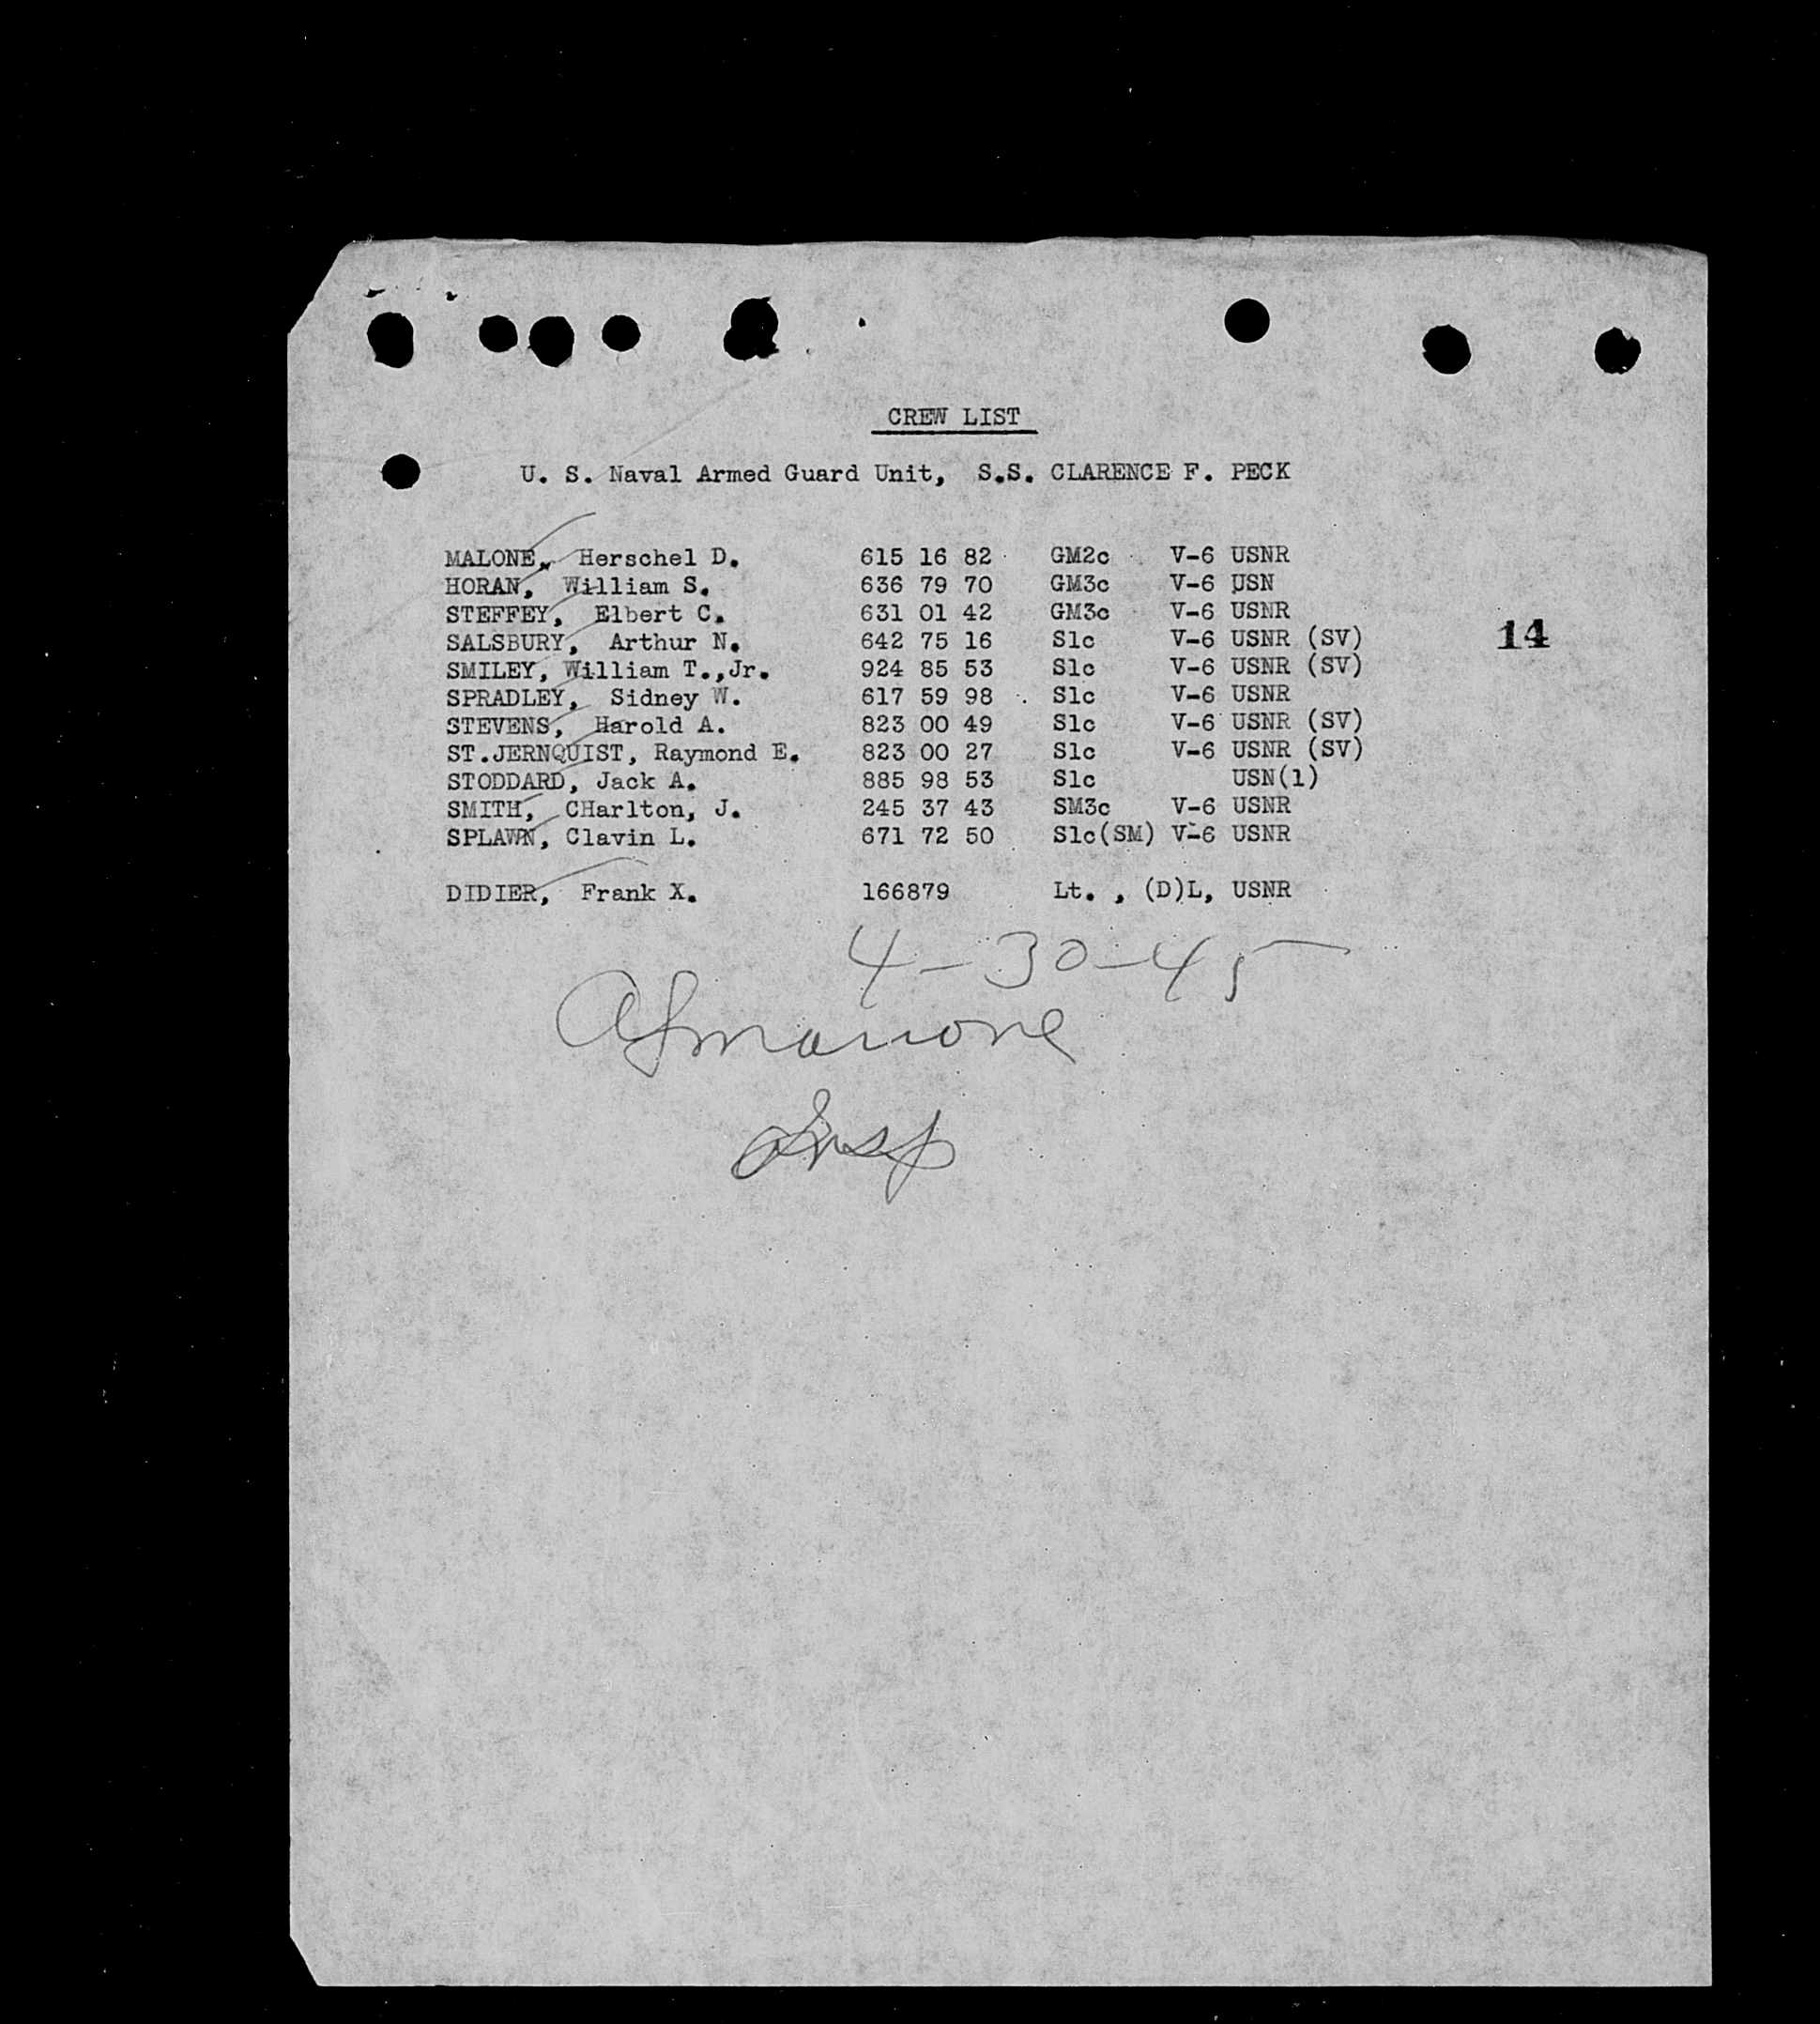 CREW LIST
U. S. Naval Armed Guard Unit, S.S. CLARENCE F. PECK
MALONE, Herschel D. 615 16 82 GM2c V-6 USNR
HORAN, William S. 636 79 70 GM3c V-6 USN
STEFFEY, Elbert C. 631 01 42 GM3c V-6 USNR
SALSBURY, Arthur N. 642 75 16 S1c V-6 USNR (SV)
14
SMILEY, William T.,Jr. 924 85 53 S1c V-6 USNR (SV)
SPRADLEY, Sidney W. 617 59 98 S1c V-6 USNR
STEVENS, Harold A. 823 00 49 S1c V-6 USNR (SV)
ST.JERNQUIST, Raymond E. 823 00 27 S1c V-6 USNR (SV)
STODDARD, Jack A. 885 98 53 S1c USN(1)
SMITH, CHarlton, J. 245 37 43 SM3c V-6 USNR
SPLAWN, Clavin L. 671 72 50 S1c(SM) V-6 USNR
DIDIER, Frank X. 166879 Lt. , (D)L, USNR
4-30-45
Insp